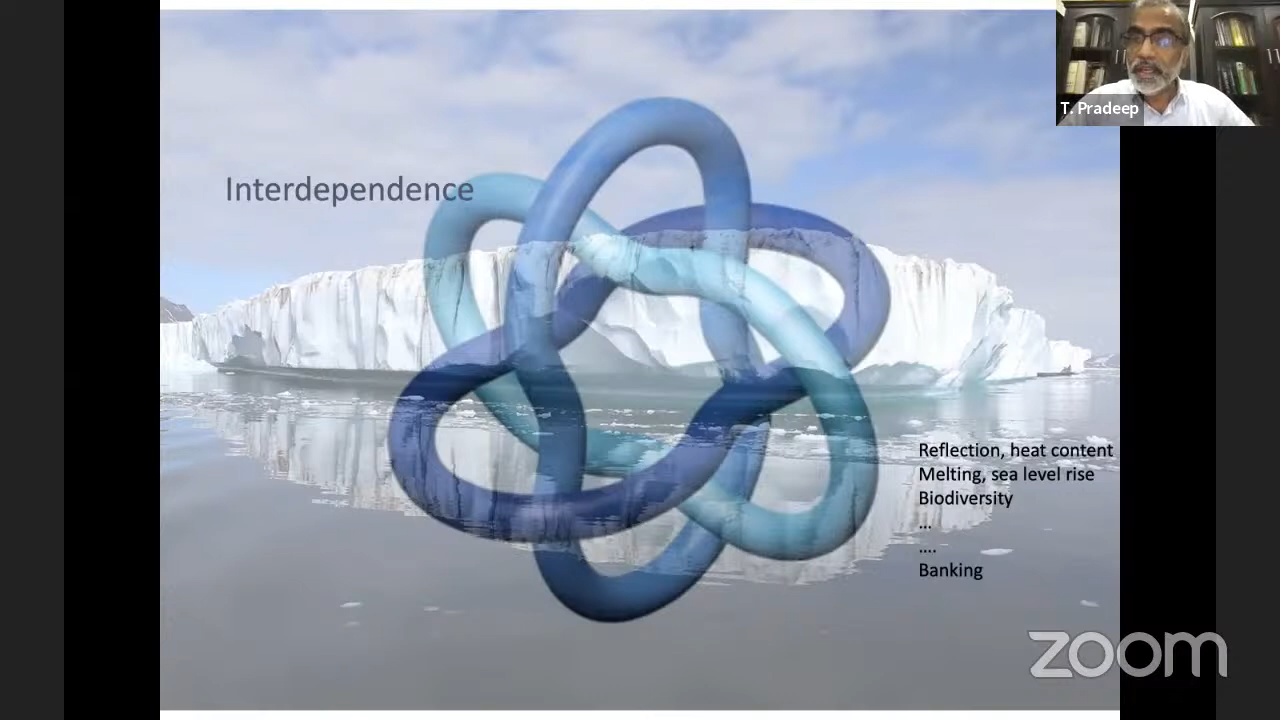 T. Pradeep
Interdependence
Reflection, heat content
Melting, sea level rise
Biodiversity
...
....
Banking
zoom